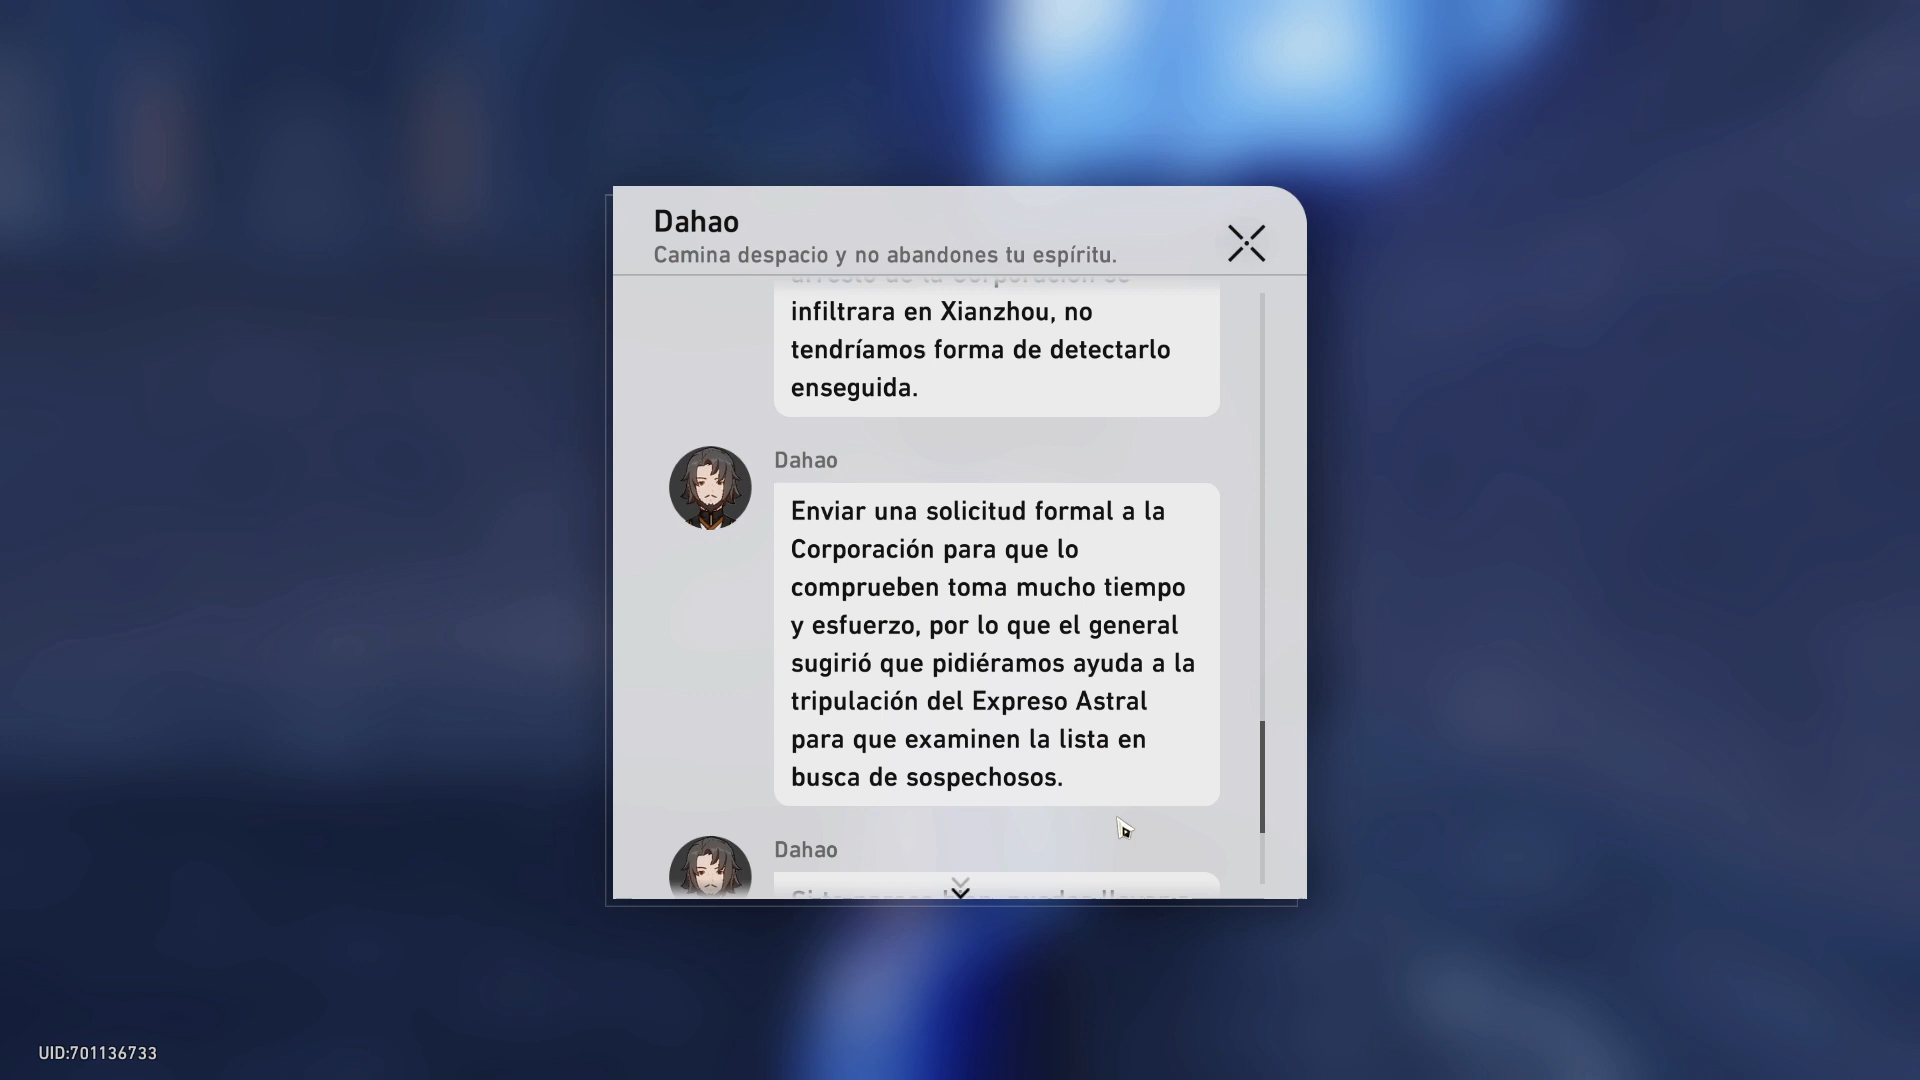 Dahao
Camina despacio y no abandones tu espíritu.
infiltrara en Xianzhou, no
tendríamos forma de detectarlo
enseguida.
Dahao
Enviar una solicitud formal a la
Corporación para que lo
comprueben toma mucho tiempo
y esfuerzo, por lo que el general
sugirió que pidiéramos ayuda a la
tripulación del Expreso Astral
para que examinen la lista en
busca de sospechosos.
Dahao
UID:701136733